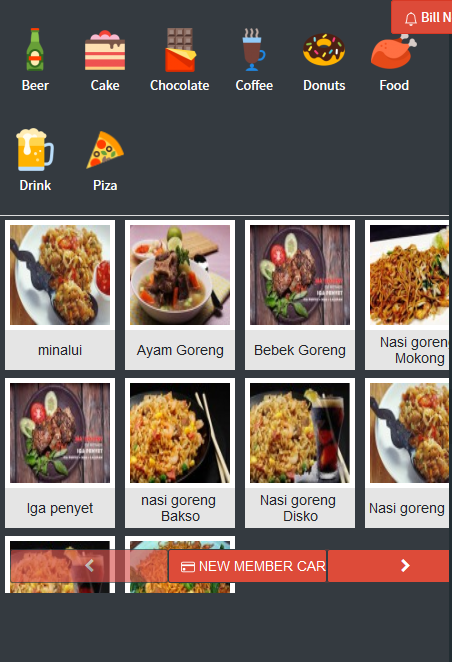 Bill N
Beer
Cake
Chocolate
Coffee
Donuts
Food
Drink
Piza
minalui
Ayam Goreng
Bebek Goreng
Nasi goreng
Mokong
Iga penyet
nasi goreng
Bakso
Nasi goreng
Disko
Nasi goreng
NEW MEMBER CAR